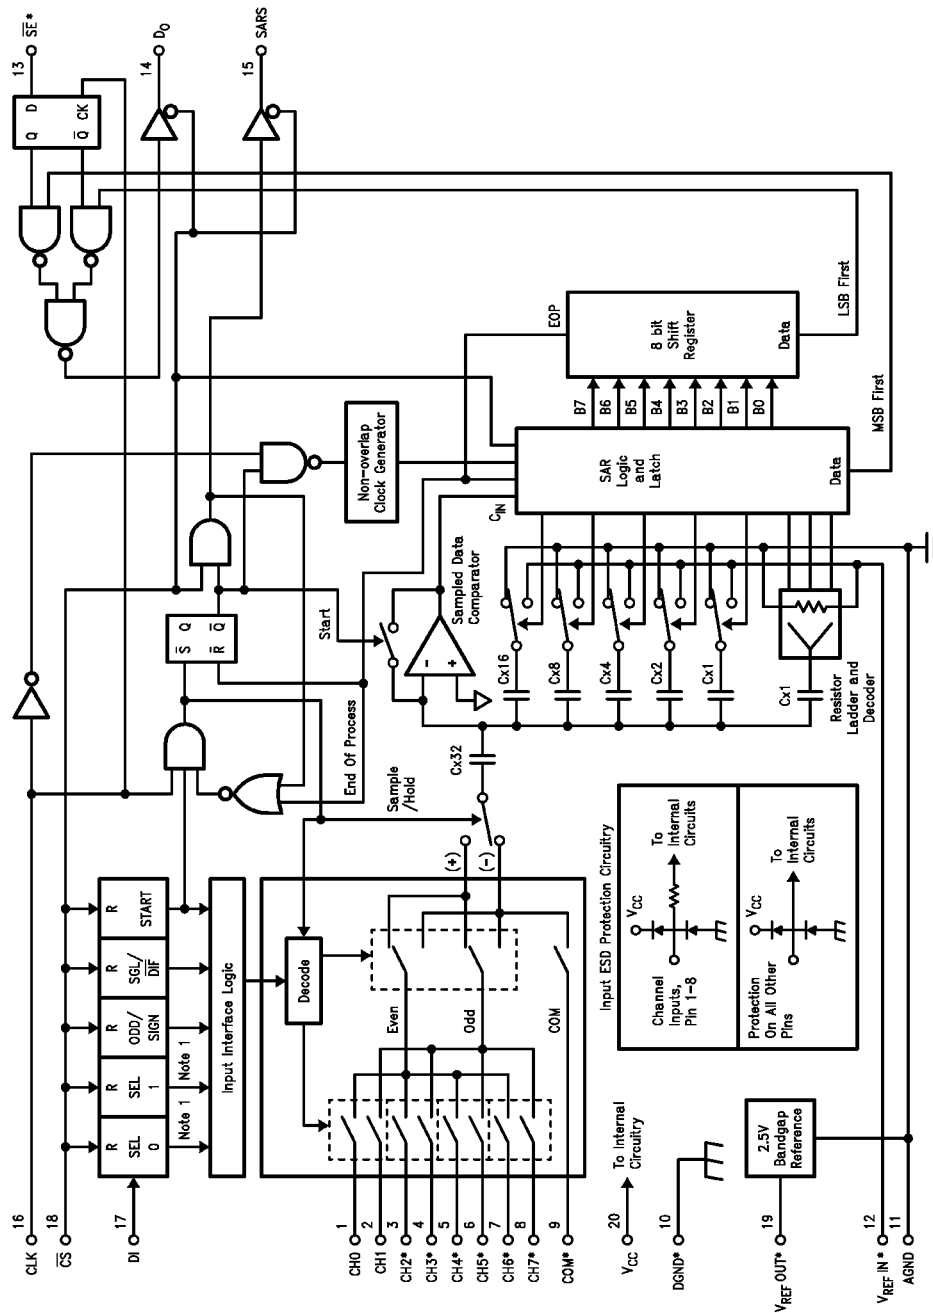 CLK
16
CS
18
DI
17
R
SEL
0
R
SEL
1
R
ODD/
SIGN
R
SGL/
DIF
R
START
Note 1
Note 1
Input Interface Logic
Decode
Even
Odd
COM
CH0
1
CH1
2
CH2*
3
CH3*
4
CH4*
5
CH5*
6
CH6*
7
CH7*
8
COM*
9
(+)
(-)
Sample
/Hold
End Of Process
Start
S Q
R Q
Cx32
-
+
Sampled Data
Comparator
Non-overlap
Clock Generator
Cx16
Cx8
Cx4
Cx2
Cx1
Cx1
Resistor
Ladder and
Decoder
CIN
SAR
Logic
and
Latch
Data
B7
B6
B5
B4
B3
B2
B1
B0
EOP
8 bit
Shift
Register
Data
LSB First
MSB First
Q D
Q CK
13
SE*
14
DO
15
SARS
VCC
20
To Internal
Circuitry
DGND*
10
VREF OUT*
19
2.5V
Bandgap
Reference
VREF IN*
12
AGND
11
Input ESD Protection Circuitry
Channel
Inputs,
Pin 1-8
VCC
To
Internal
Circuits
Protection
On All Other
Pins
VCC
To
Internal
Circuits